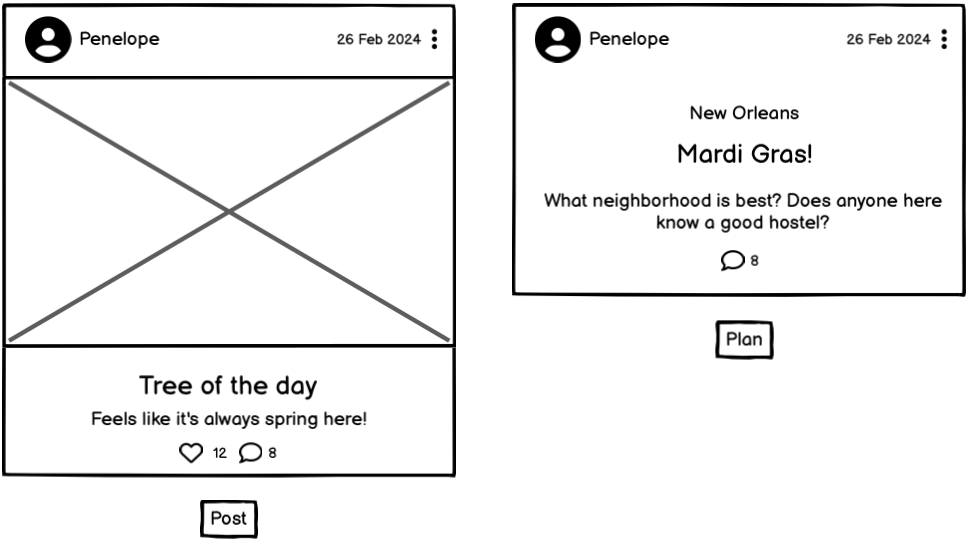 Penelope
26 Feb 2024
Tree of the day
Feels like it's always spring here!
12
8
Post
Penelope
26 Feb 2024
New Orleans
Mardi Gras!
What neighborhood is best? Does anyone here
know a good hostel?
8
Plan